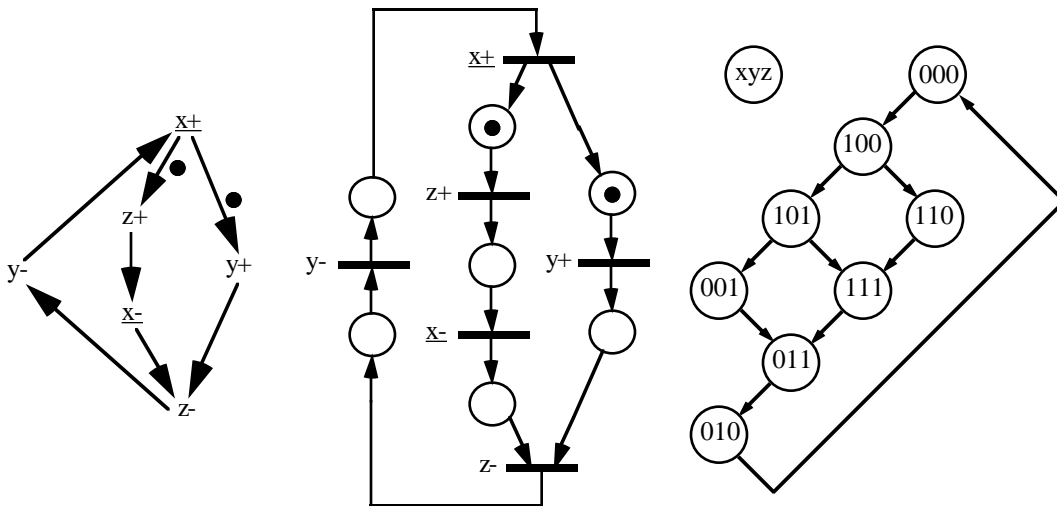 x+
z+
y-
y+
x-
z-
x+
z+
y-
y+
x-
z-
xyz
000
100
101
110
001
111
011
010